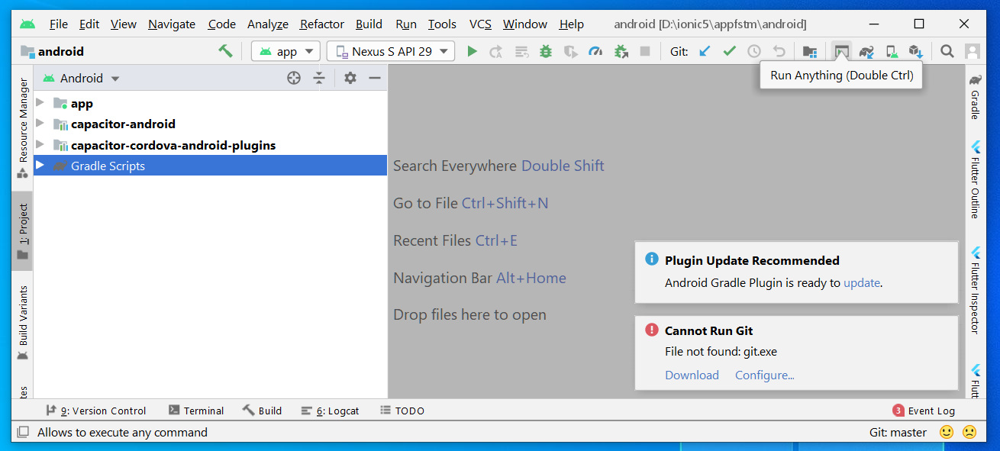 File Edit View Navigate Code Analyze Refactor Build Run Tools VCS Window Help android [D:\ionic5\appfstm\android]
android app Nexus S API 29 Git:
Run Anything (Double Ctrl)
Android
app
capacitor-android
capacitor-cordova-android-plugins
Gradle Scripts
Resource Manager
1: Project
Build Variants
Search Everywhere Double Shift
Go to File Ctrl+Shift+N
Recent Files Ctrl+E
Navigation Bar Alt+Home
Drop files here to open
Plugin Update Recommended
Android Gradle Plugin is ready to update.
Cannot Run Git
File not found: git.exe
Download Configure...
Gradle
Flutter Outline
Flutter Inspector
9: Version Control Terminal Build 6: Logcat TODO 3 Event Log
Allows to execute any command Git: master